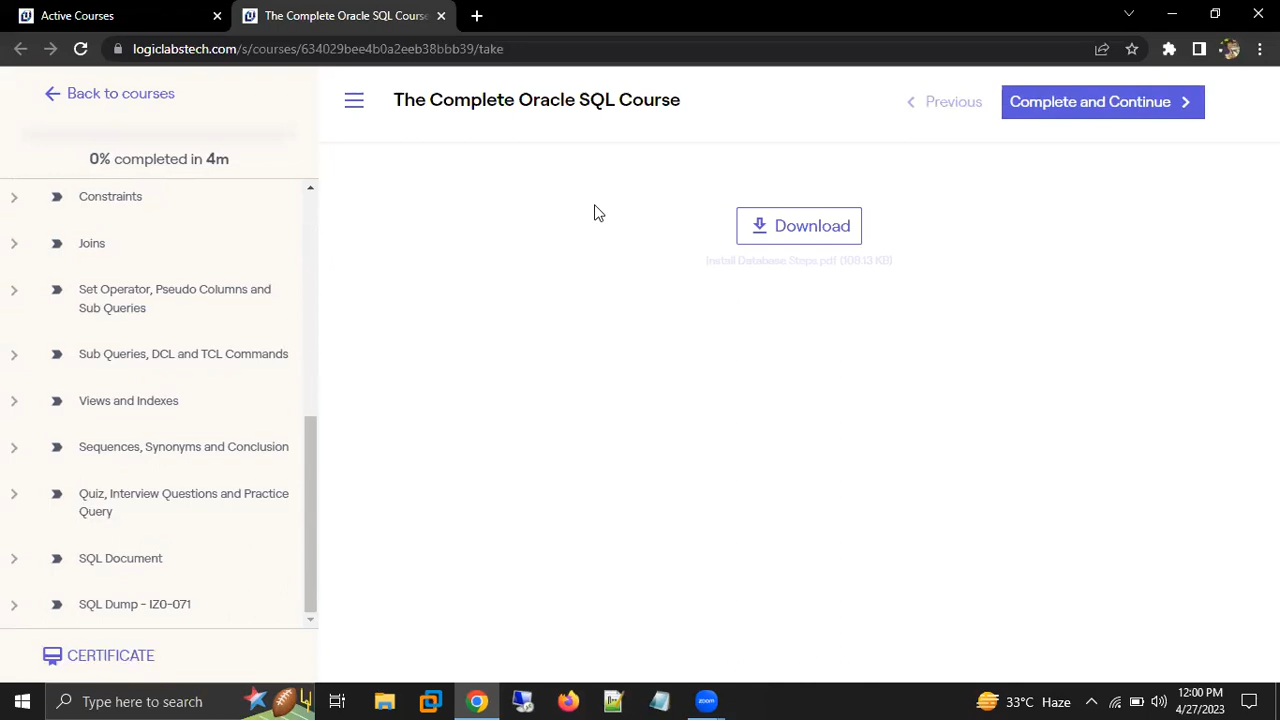 Active Courses
The Complete Oracle SQL Course
logiclabstech.com/s/courses/634029bee4b0a2eeb38bbb39/take
Back to courses
0% completed in 4m
The Complete Oracle SQL Course
Previous
Complete and Continue
Constraints
Joins
Set Operator, Pseudo Columns and
Sub Queries
Sub Queries, DCL and TCL Commands
Views and Indexes
Sequences, Synonyms and Conclusion
Quiz, Interview Questions and Practice
Query
SQL Document
SQL Dump - IZ0-071
CERTIFICATE
Download
Install Database Steps.pdf (108.13 KB)
Type here to search
zoom
33°C Haze
12:00 PM
4/27/2023